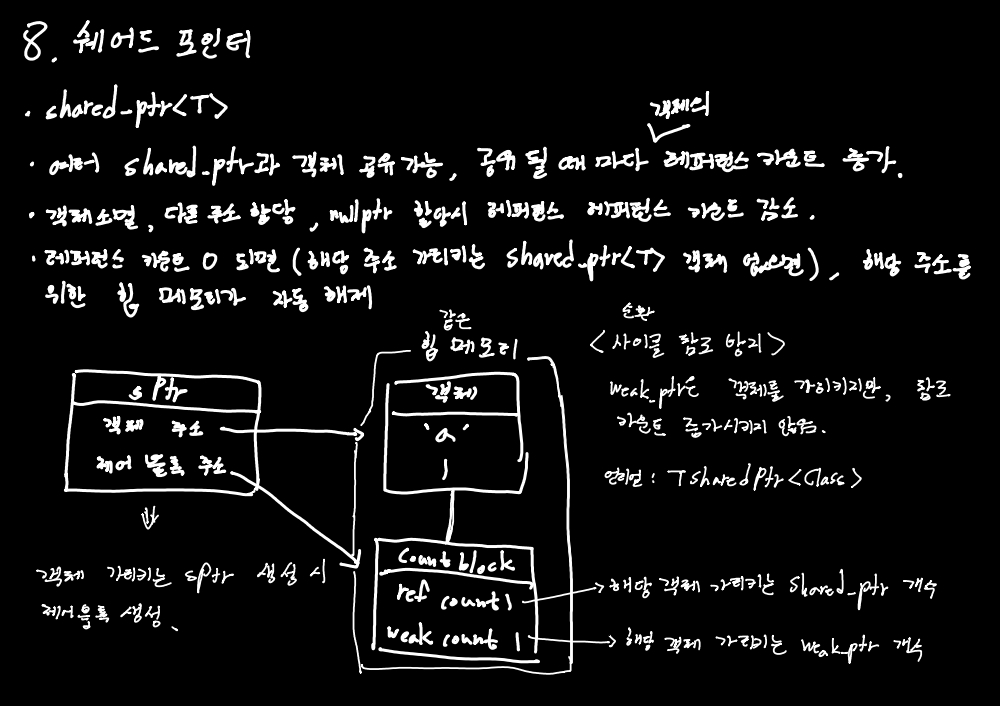 8. 쉐어드 포인터
· shared_ptr<T>
객체의
· 여러 shared_ptr과 객체 공유 가능, 공유 될 때 마다 레퍼런스 카운트 증가.
· 객체소멸, 다른 주소 할당, nullptr 할당시 레퍼런스 레퍼런스 카운트 감소.
· 레퍼런스 카운트 0 되면 (해당 주소 가리키는 shared_ptr<T> 객체 없으면), 해당 주소를
위한 힙 메모리가 자동 해제
같은
힙 메모리
순환
<사이클 참조 방지>
weak_ptr은 객체를 가리키지만, 참조
카운트 증가시키지 않음.
언리얼 : TSharedPtr<Class>
sptr
객체 주소
제어 블록 주소
객체
'a'
1
객체 가리키는 sptr 생성 시
제어블록 생성.
Count block
ref count 1
weak count 1
해당 객체 가리키는 shared_ptr 개수
해당 객체 가리키는 weak_ptr 개수